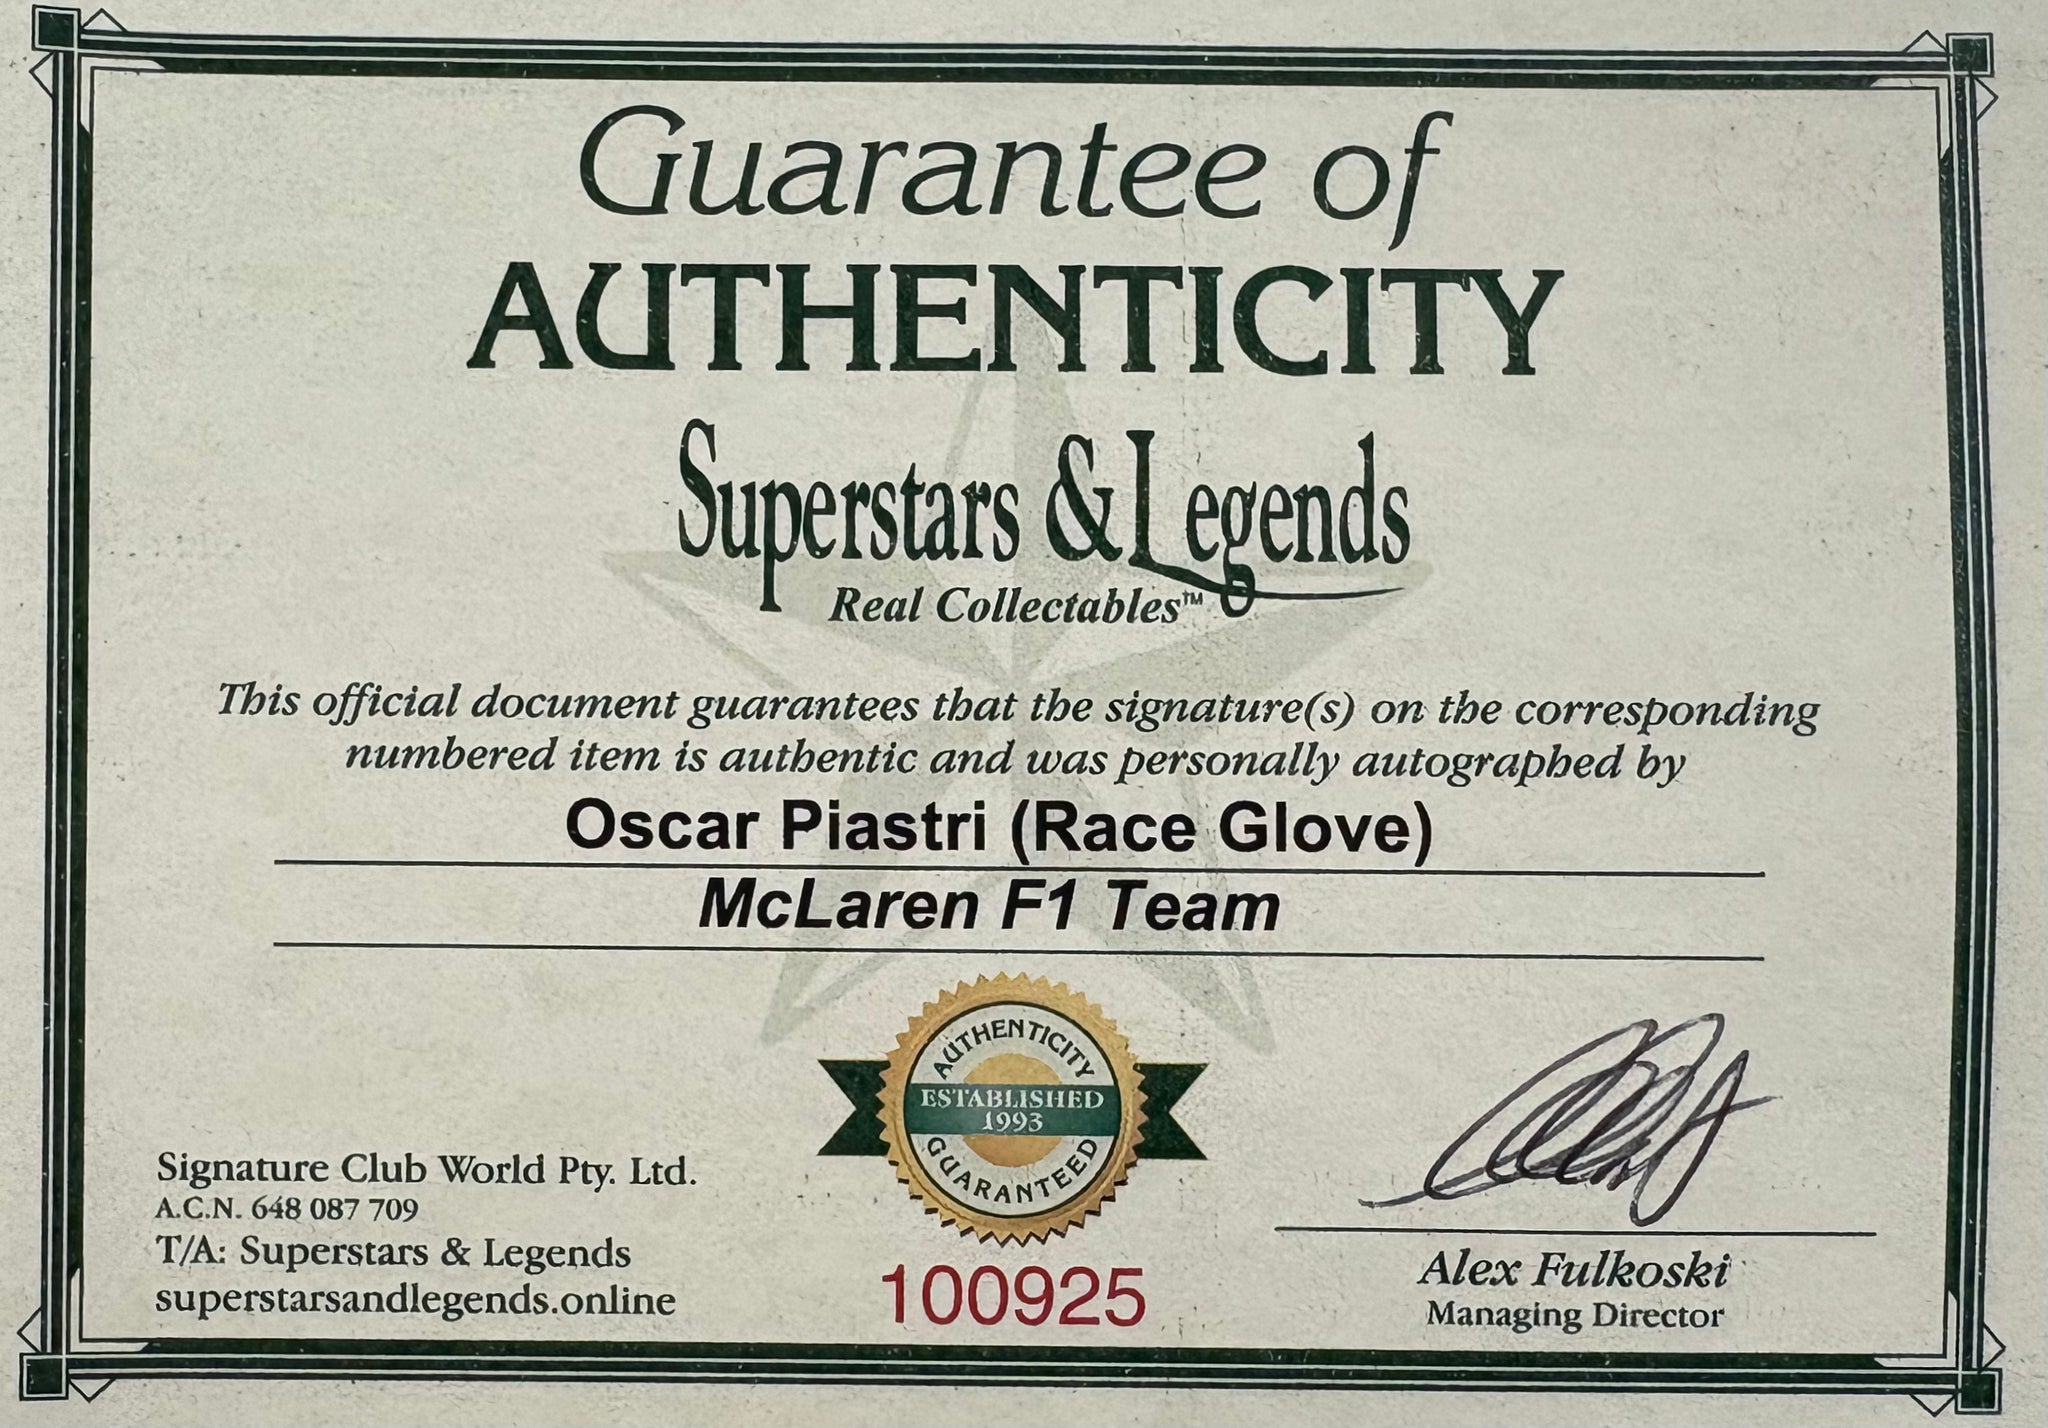 Guarantee of
AUTHENTICITY
Superstars & Legends
Real Collectables™
This official document guarantees that the signature(s) on the corresponding
numbered item is authentic and was personally autographed by
Oscar Piastri (Race Glove)
McLaren F1 Team
AUTHENTICITY
ESTABLISHED
1993
GUARANTEED
Signature Club World Pty. Ltd.
A.C.N. 648 087 709
T/A: Superstars & Legends
superstarsandlegends.online
100925
Alex Fulkoski
Managing Director